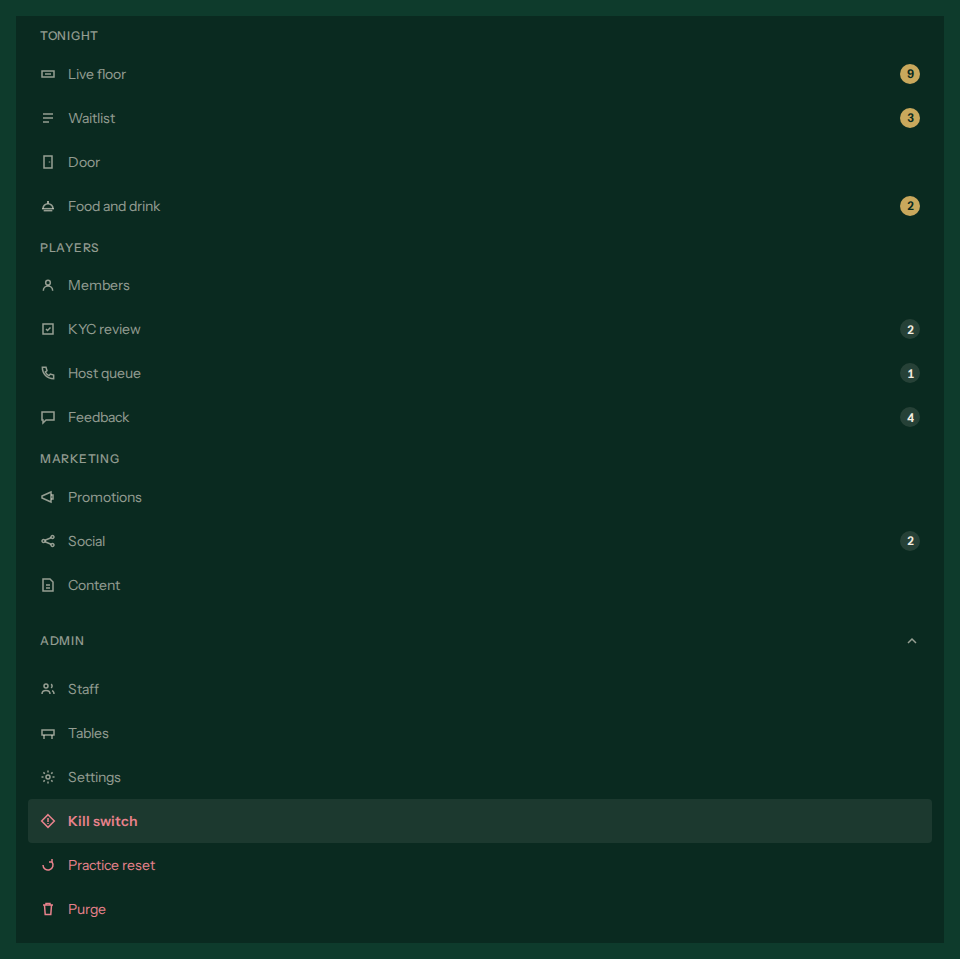 TONIGHT
Live floor 9
Waitlist 3
Door
Food and drink 2
PLAYERS
Members
KYC review 2
Host queue 1
Feedback 4
MARKETING
Promotions
Social 2
Content
ADMIN
Staff
Tables
Settings
Kill switch
Practice reset
Purge